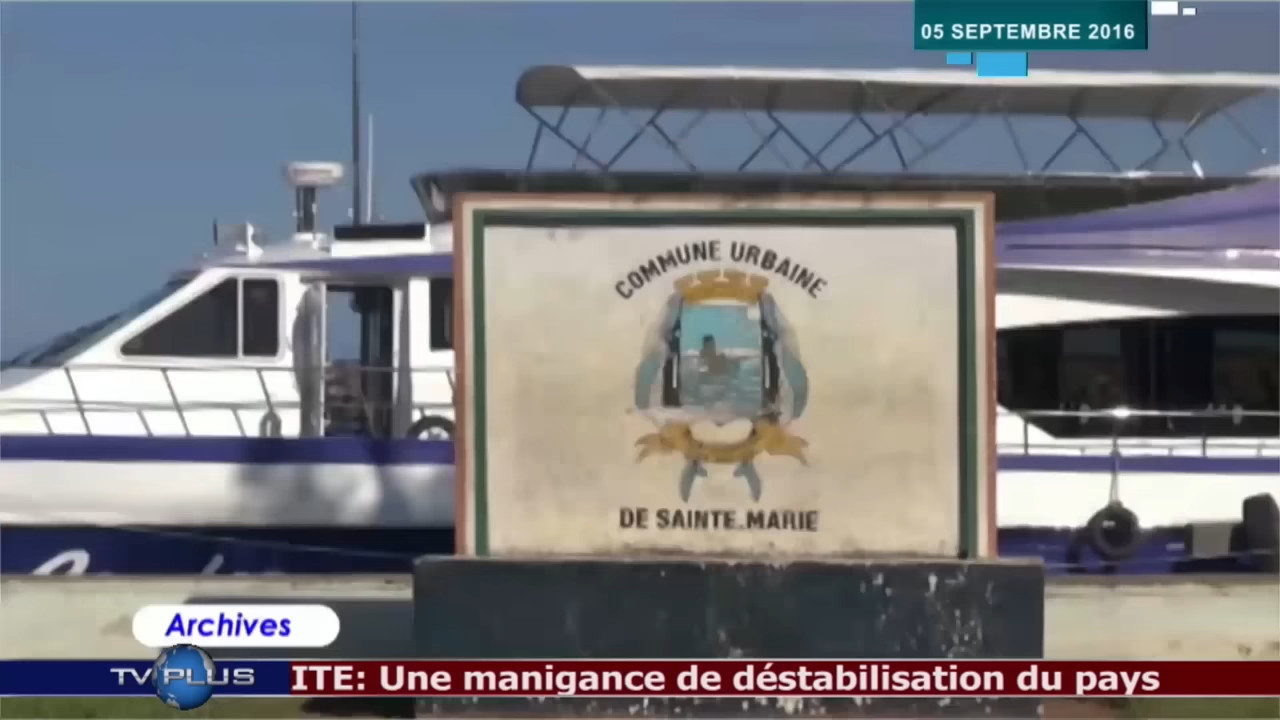 05 SEPTEMBRE 2016
COMMUNE URBAINE
DE SAINTE-MARIE
Archives
TV PLUS
ITE: Une manigance de déstabilisation du pays